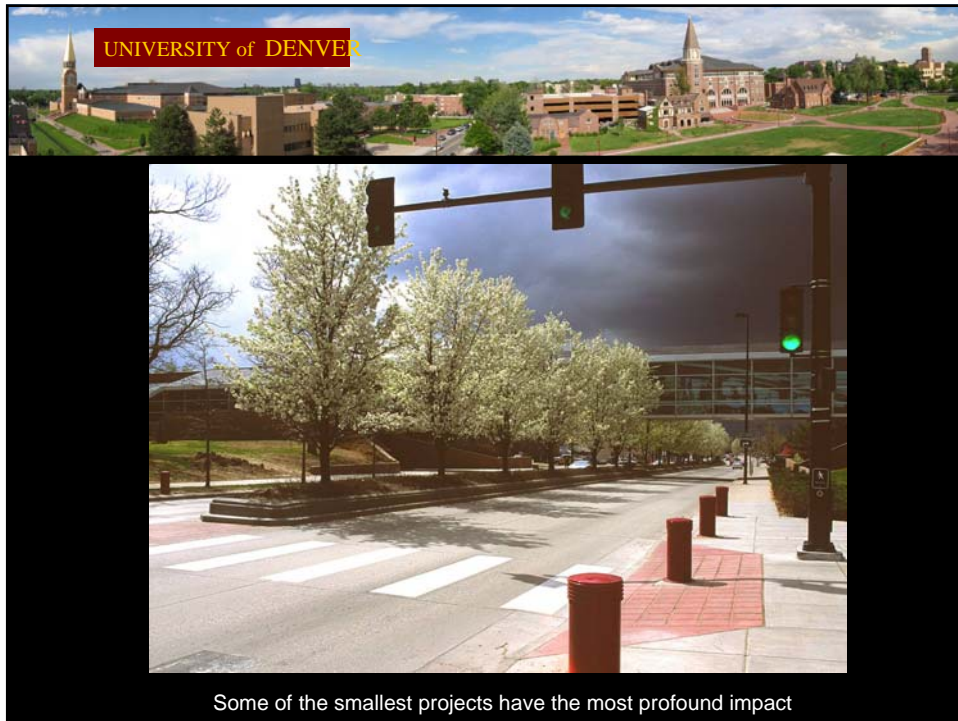 UNIVERSITY of DENVER
Some of the smallest projects have the most profound impact